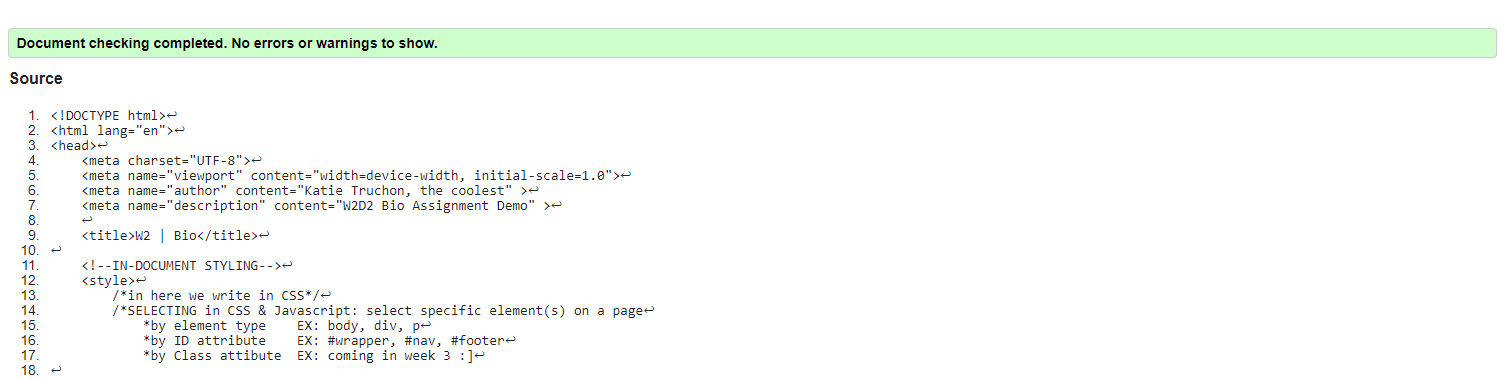 Document checking completed. No errors or warnings to show.
Source
1. <!DOCTYPE html>↩
2. <html lang="en">↩
3. <head>↩
4.     <meta charset="UTF-8">↩
5.     <meta name="viewport" content="width=device-width, initial-scale=1.0">↩
6.     <meta name="author" content="Katie Truchon, the coolest" >↩
7.     <meta name="description" content="W2D2 Bio Assignment Demo" >↩
8.     ↩
9.     <title>W2 | Bio</title>↩
10. ↩
11.     <!--IN-DOCUMENT STYLING-->↩
12.     <style>↩
13.         /*in here we write in CSS*/↩
14.         /*SELECTING in CSS & Javascript: select specific element(s) on a page↩
15.             *by element type    EX: body, div, p↩
16.             *by ID attribute    EX: #wrapper, #nav, #footer↩
17.             *by Class attibute  EX: coming in week 3 :]↩
18. ↩